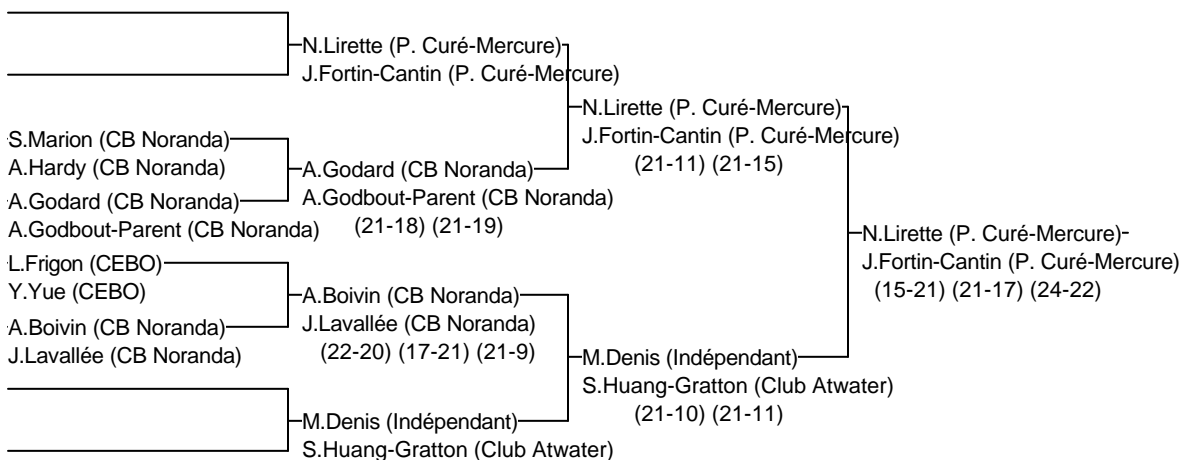 N.Lirette (P. Curé-Mercure)
J.Fortin-Cantin (P. Curé-Mercure)
N.Lirette (P. Curé-Mercure)
J.Fortin-Cantin (P. Curé-Mercure)
(21-11) (21-15)
S.Marion (CB Noranda)
A.Hardy (CB Noranda)
A.Godard (CB Noranda)
A.Godbout-Parent (CB Noranda)
(21-18) (21-19)
A.Godard (CB Noranda)
A.Godbout-Parent (CB Noranda)
N.Lirette (P. Curé-Mercure)
J.Fortin-Cantin (P. Curé-Mercure)
(15-21) (21-17) (24-22)
L.Frigon (CEBO)
Y.Yue (CEBO)
A.Boivin (CB Noranda)
J.Lavallée (CB Noranda)
(22-20) (17-21) (21-9)
A.Boivin (CB Noranda)
J.Lavallée (CB Noranda)
M.Denis (Indépendant)
S.Huang-Gratton (Club Atwater)
(21-10) (21-11)
M.Denis (Indépendant)
S.Huang-Gratton (Club Atwater)